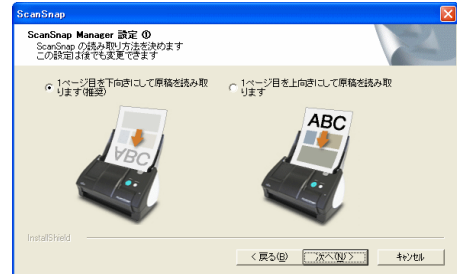 ScanSnap
ScanSnap Manager 設定 ①
ScanSnap の読み取り方法を決めます
この設定は後でも変更できます
1ページ目を下向きにして原稿を読み取
ります(推奨)
1ページ目を上向きにして原稿を読み取
ります
ABC
ABC
InstallShield
< 戻る(B)
次へ(N) >
キャンセル